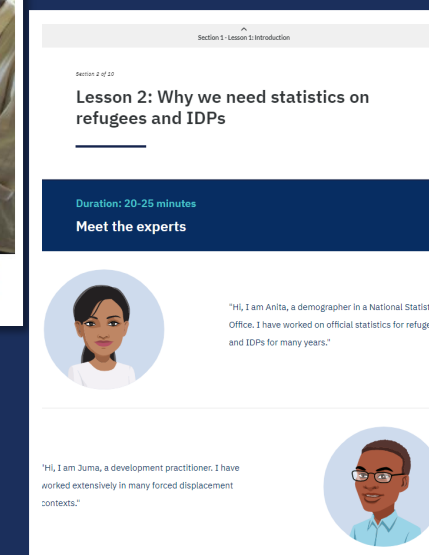 Section 1 - Lesson 1: Introduction
Section 2 of 10
Lesson 2: Why we need statistics on
refugees and IDPs
Duration: 20-25 minutes
Meet the experts
"Hi, I am Anita, a demographer in a National Statist
Office. I have worked on official statistics for refuge
and IDPs for many years."
"Hi, I am Juma, a development practitioner. I have
worked extensively in many forced displacement
contexts."